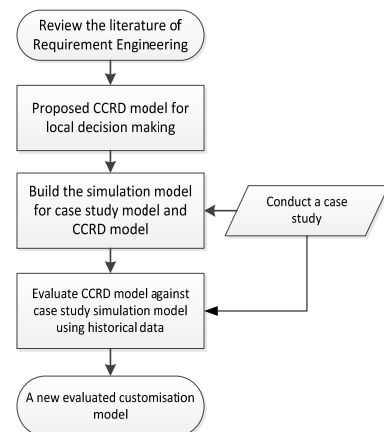 Review the literature of
Requirement Engineering
Proposed CCRD model for
local decision making
Build the simulation model
for case study model and
CCRD model
Conduct a case
study
Evaluate CCRD model against
case study simulation model
using historical data
A new evaluated customisation
model